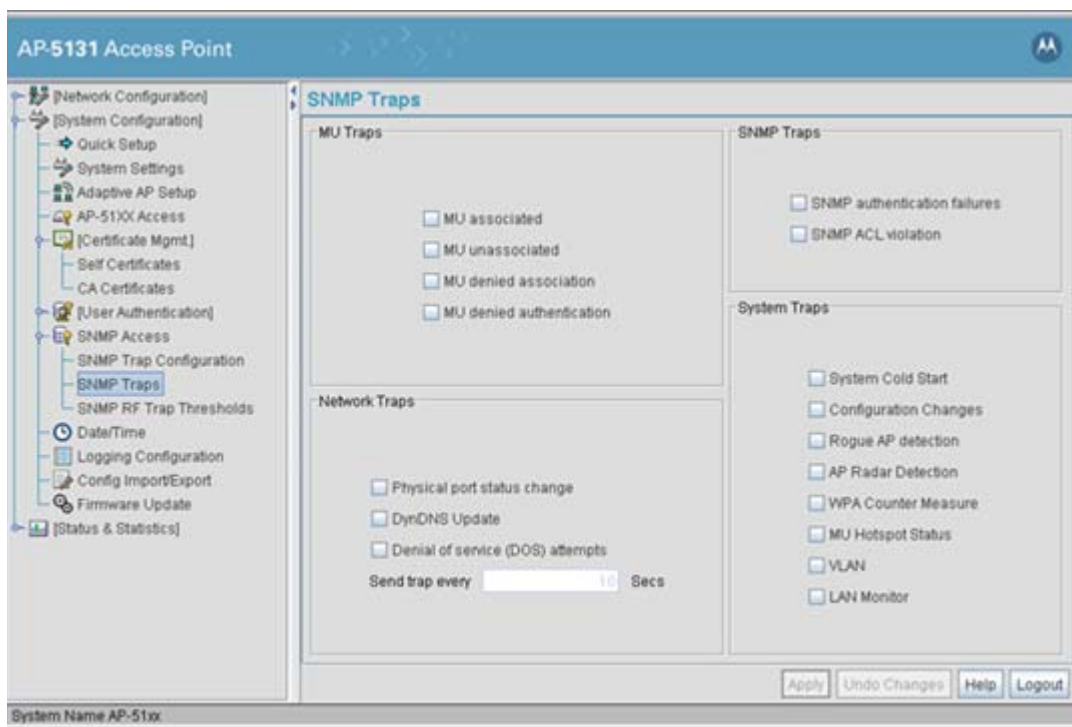 AP-5131 Access Point
[Network Configuration]
[System Configuration]
Quick Setup
System Settings
Adaptive AP Setup
AP-51XX Access
[Certificate Mgmt.]
Self Certificates
CA Certificates
[User Authentication]
SNMP Access
SNMP Trap Configuration
SNMP Traps
SNMP RF Trap Thresholds
Date/Time
Logging Configuration
Config Import/Export
Firmware Update
[Status & Statistics]
SNMP Traps
MU Traps
MU associated
MU unassociated
MU denied association
MU denied authentication
SNMP Traps
SNMP authentication failures
SNMP ACL violation
Network Traps
Physical port status change
DynDNS Update
Denial of service (DOS) attempts
Send trap every 10 Secs
System Traps
System Cold Start
Configuration Changes
Rogue AP detection
AP Radar Detection
WPA Counter Measure
MU Hotspot Status
VLAN
LAN Monitor
Apply Undo Changes Help Logout
System Name AP-51xx